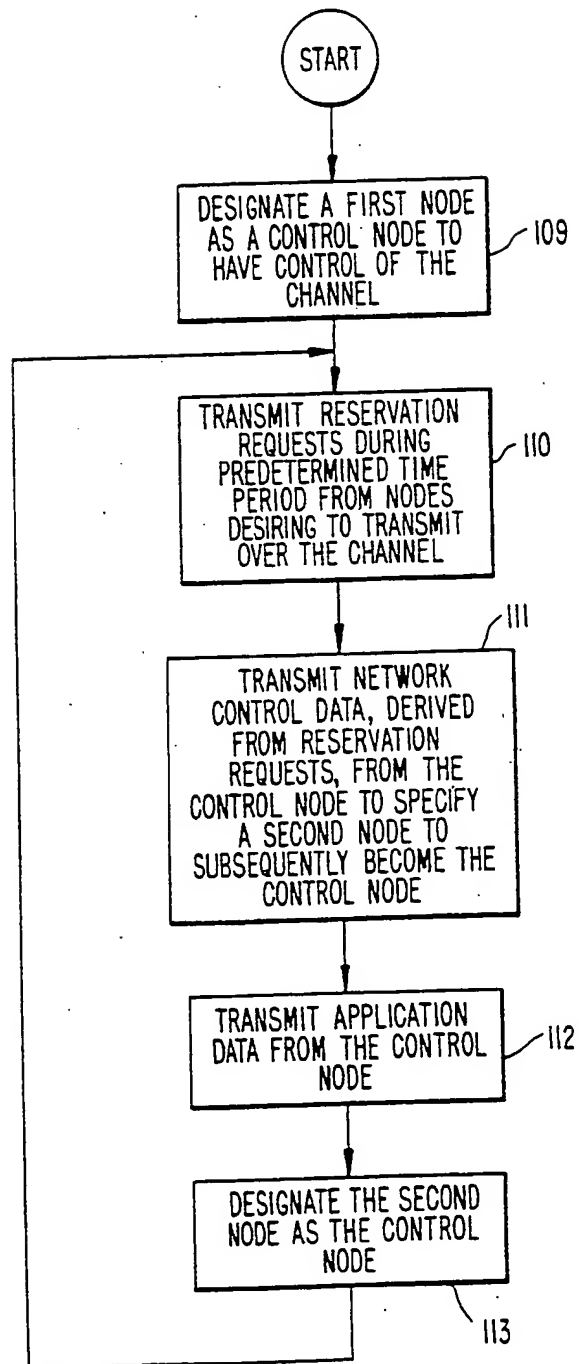 START
DESIGNATE A FIRST NODE
AS A CONTROL NODE TO
HAVE CONTROL OF THE
CHANNEL
109
TRANSMIT RESERVATION
REQUESTS DURING
PREDETERMINED TIME
PERIOD FROM NODES
DESIRING TO TRANSMIT
OVER THE CHANNEL
110
111
TRANSMIT NETWORK
CONTROL DATA, DERIVED
FROM RESERVATION
REQUESTS, FROM THE
CONTROL NODE TO SPECIFY
A SECOND NODE TO
SUBSEQUENTLY BECOME THE
CONTROL NODE
TRANSMIT APPLICATION
DATA FROM THE CONTROL
NODE
112
DESIGNATE THE SECOND
NODE AS THE CONTROL
NODE
113